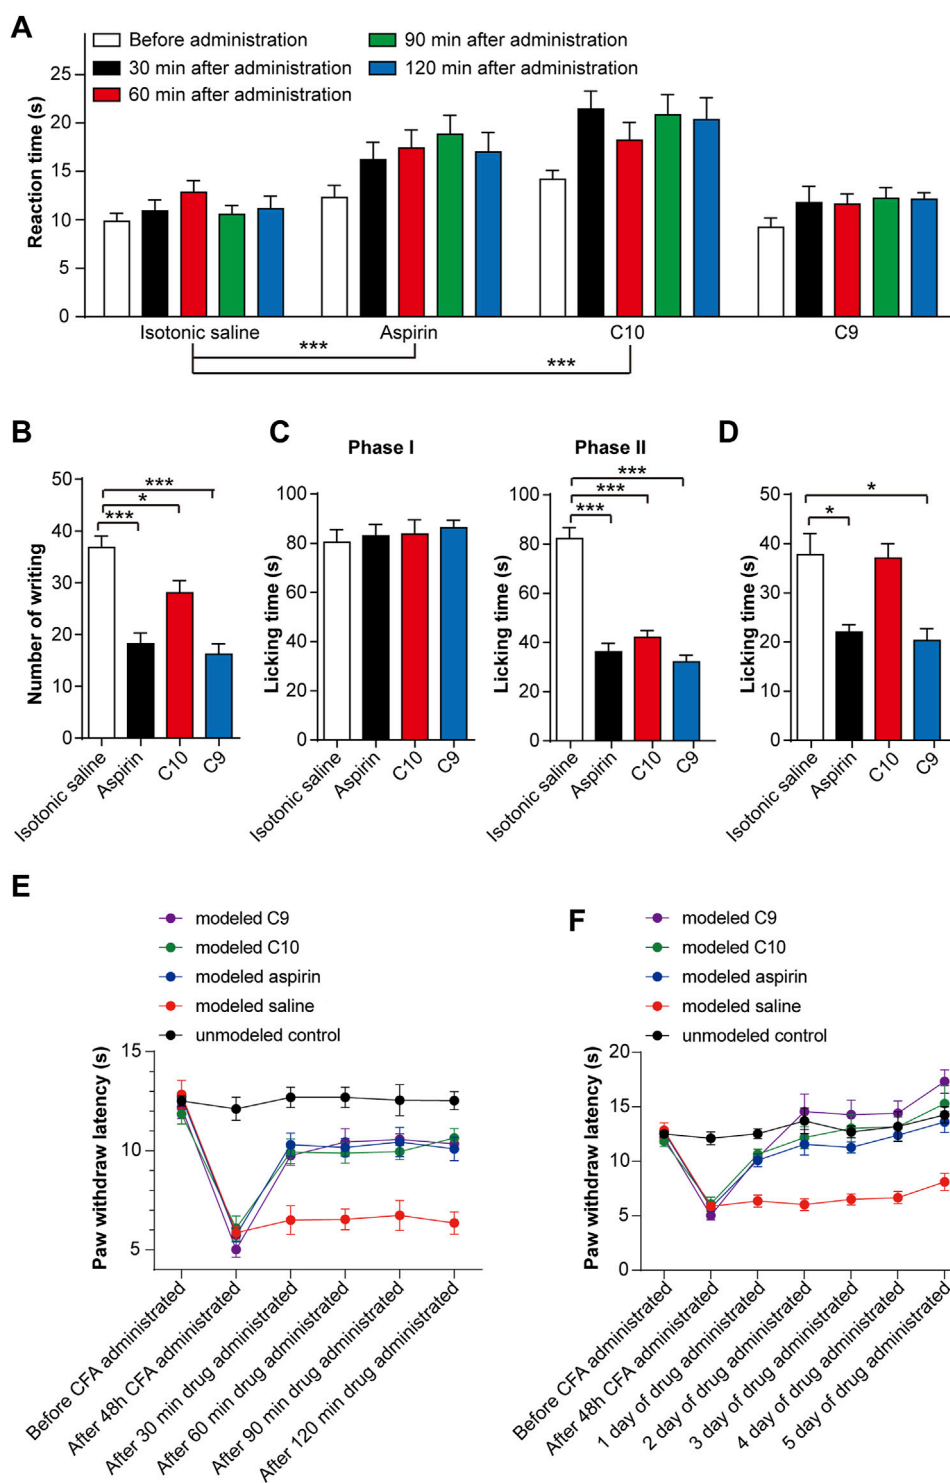 A
Before administration
90 min after administration
30 min after administration
120 min after administration
60 min after administration
Reaction time (s)
25
20
15
10
5
0
Isotonic saline
Aspirin
C10
C9
***
***
B
C
D
Phase I
Phase II
Number of writing
50
40
30
20
10
0
***
*
***
Isotonic saline
Aspirin
C10
C9
Licking time (s)
100
80
60
40
20
0
Isotonic saline
Aspirin
C10
C9
Licking time (s)
100
80
60
40
20
0
***
***
***
Isotonic saline
Aspirin
C10
C9
Licking time (s)
50
40
30
20
10
0
*
*
Isotonic saline
Aspirin
C10
C9
E
modeled C9
modeled C10
modeled aspirin
modeled saline
unmodeled control
Paw withdraw latency (s)
15
10
5
Before CFA administrated
After 48h CFA administrated
After 30 min drug administrated
After 60 min drug administrated
After 90 min drug administrated
After 120 min drug administrated
F
modeled C9
modeled C10
modeled aspirin
modeled saline
unmodeled control
Paw withdraw latency (s)
20
15
10
5
0
Before CFA administrated
After 48h CFA administrated
1 day of drug administrated
2 day of drug administrated
3 day of drug administrated
4 day of drug administrated
5 day of drug administrated